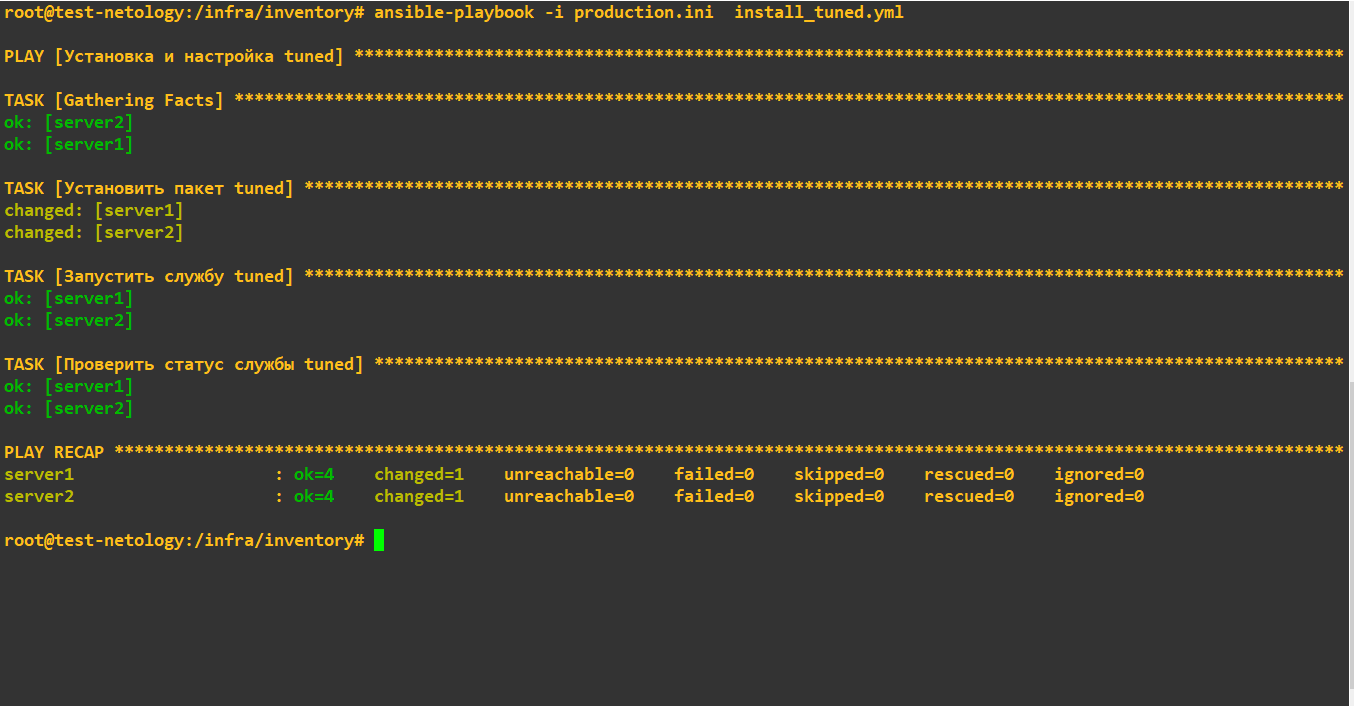 root@test-netology:/infra/inventory# ansible-playbook -i production.ini  install_tuned.yml
PLAY [Установка и настройка tuned] ***************************************************************************************************
TASK [Gathering Facts] ***************************************************************************************************************
ok: [server2]
ok: [server1]
TASK [Установить пакет tuned] ********************************************************************************************************
changed: [server1]
changed: [server2]
TASK [Запустить службу tuned] ********************************************************************************************************
ok: [server1]
ok: [server2]
TASK [Проверить статус службы tuned] *************************************************************************************************
ok: [server1]
ok: [server2]
PLAY RECAP ***************************************************************************************************************************
server1                    : ok=4    changed=1    unreachable=0    failed=0    skipped=0    rescued=0    ignored=0
server2                    : ok=4    changed=1    unreachable=0    failed=0    skipped=0    rescued=0    ignored=0
root@test-netology:/infra/inventory#